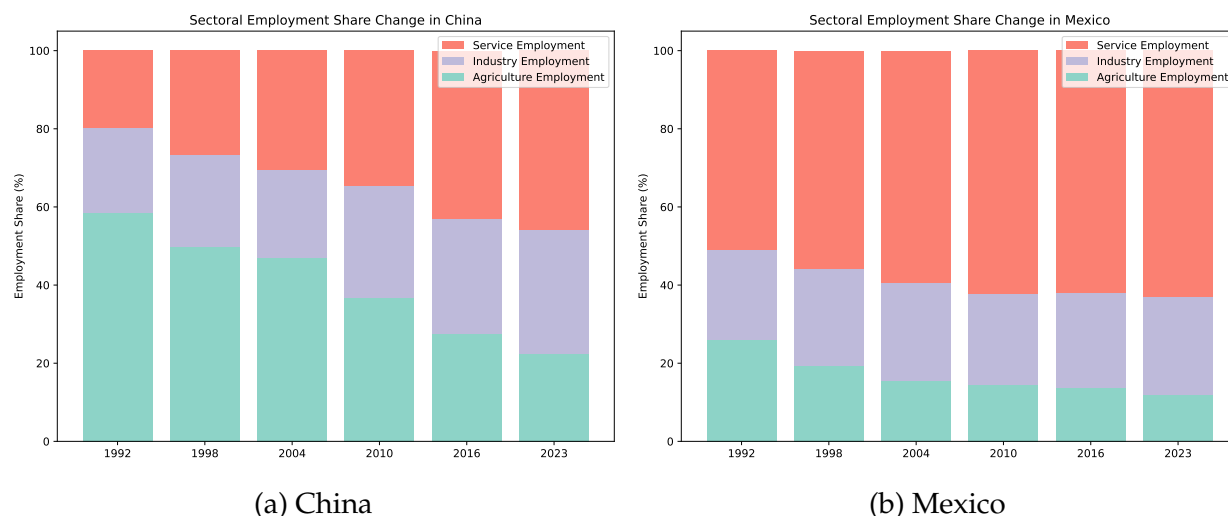 Sectoral Employment Share Change in China
Service Employment
Industry Employment
Agriculture Employment
Employment Share (%)
100
80
60
40
20
0
1992 1998 2004 2010 2016 2023
(a) China
Sectoral Employment Share Change in Mexico
Service Employment
Industry Employment
Agriculture Employment
Employment Share (%)
100
80
60
40
20
0
1992 1998 2004 2010 2016 2023
(b) Mexico